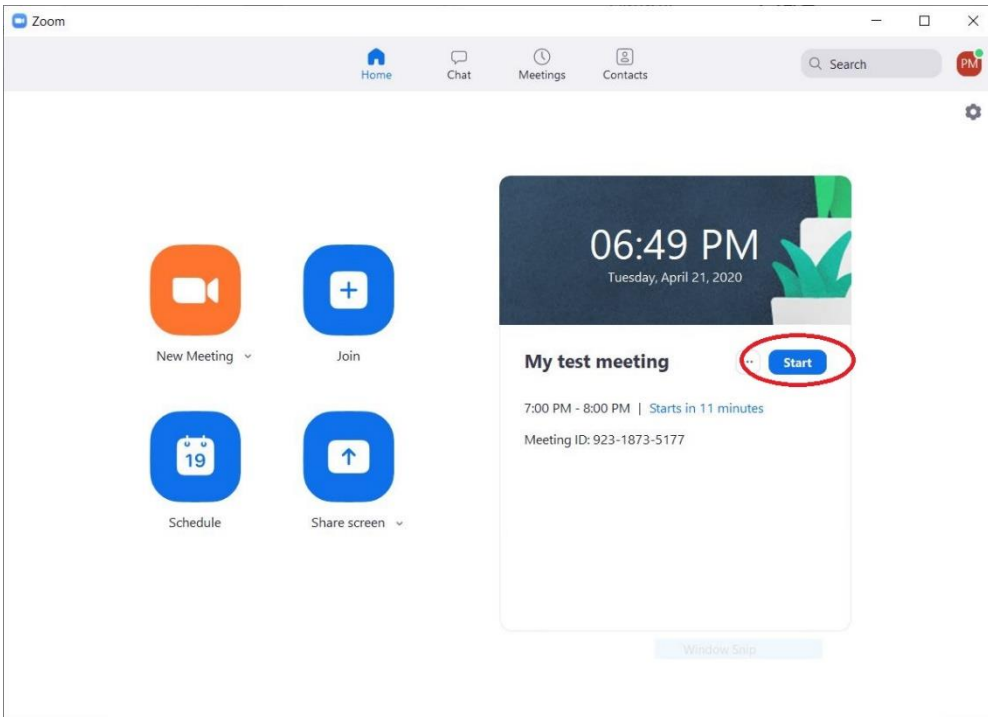 Zoom
Home
Chat
Meetings
Contacts
Search
PM
06:49 PM
Tuesday, April 21, 2020
New Meeting
Join
My test meeting
Start
7:00 PM - 8:00 PM | Starts in 11 minutes
Meeting ID: 923-1873-5177
19
Schedule
Share screen
Window Snip